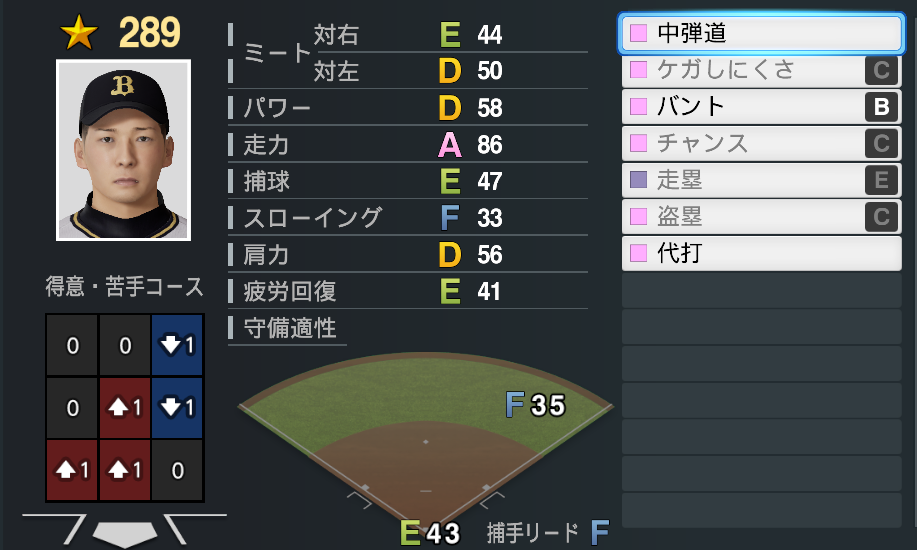 289
B
ミート
対右 E 44
対左 D 50
パワー D 58
走力 A 86
捕球 E 47
スローイング F 33
肩力 D 56
疲労回復 E 41
守備適性
F 35
E 43 捕手リード F
得意・苦手コース
0 0 1
0 1 1
1 1 0
中弾道
ケガしにくさ C
バント B
チャンス C
走塁 E
盗塁 C
代打